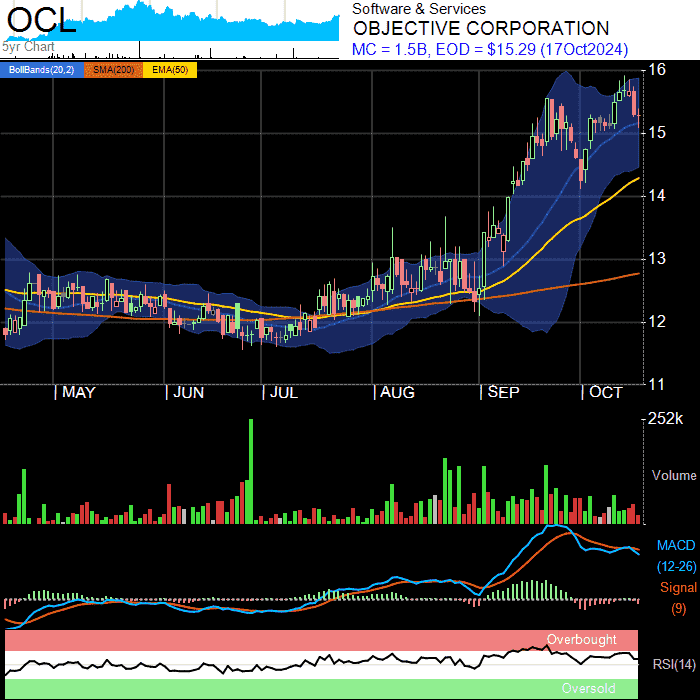 OCL
5yr Chart
Software & Services
OBJECTIVE CORPORATION
MC = 1.5B, EOD = $15.29 (17Oct2024)
BollBands(20,2) SMA(200) EMA(50)
16
15
14
13
12
11
MAY JUN JUL AUG SEP OCT
252k
Volume
MACD
(12-26)
Signal
(9)
Overbought
RSI(14)
Oversold